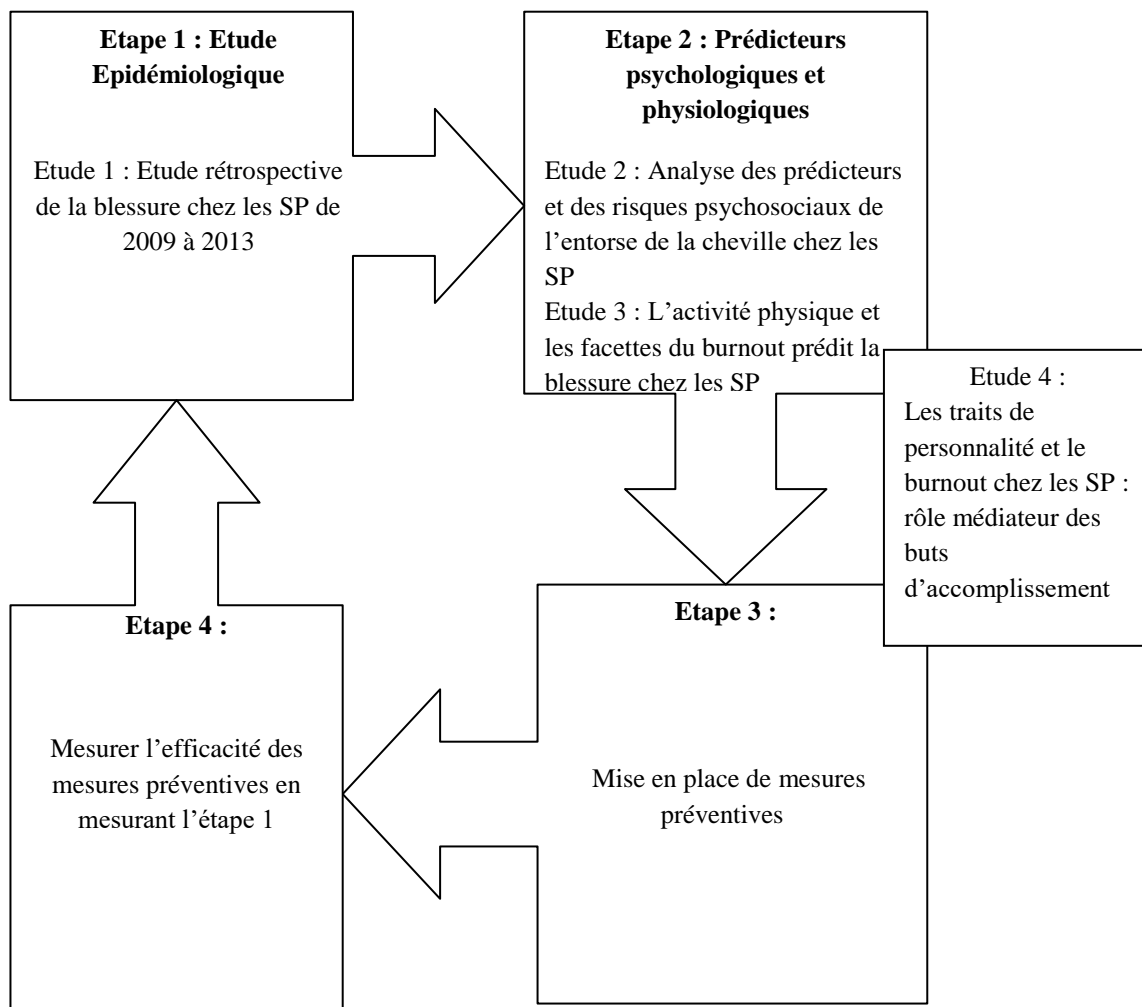 Etape 1 : Etude
Epidémiologique
Etude 1 : Etude rétrospective
de la blessure chez les SP de
2009 à 2013
Etape 2 : Prédicteurs
psychologiques et
physiologiques
Etude 2 : Analyse des prédicteurs
et des risques psychosociaux de
l’entorse de la cheville chez les
SP
Etude 3 : L’activité physique et
les facettes du burnout prédit la
blessure chez les SP
Etude 4 :
Les traits de
personnalité et le
burnout chez les SP :
rôle médiateur des
buts
d’accomplissement
Etape 3 :
Mise en place de mesures
préventives
Etape 4 :
Mesurer l’efficacité des
mesures préventives en
mesurant l’étape 1